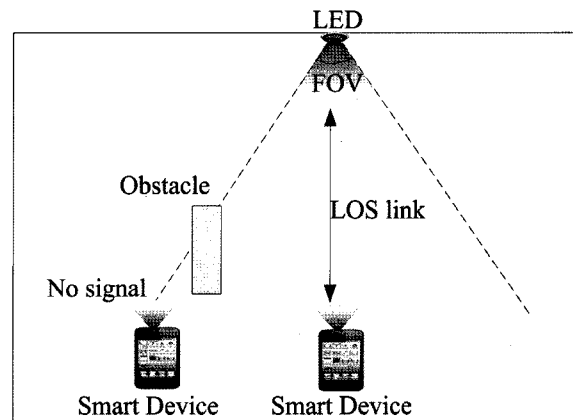 LED
FOV
Obstacle
LOS link
No signal
Smart Device
Smart Device